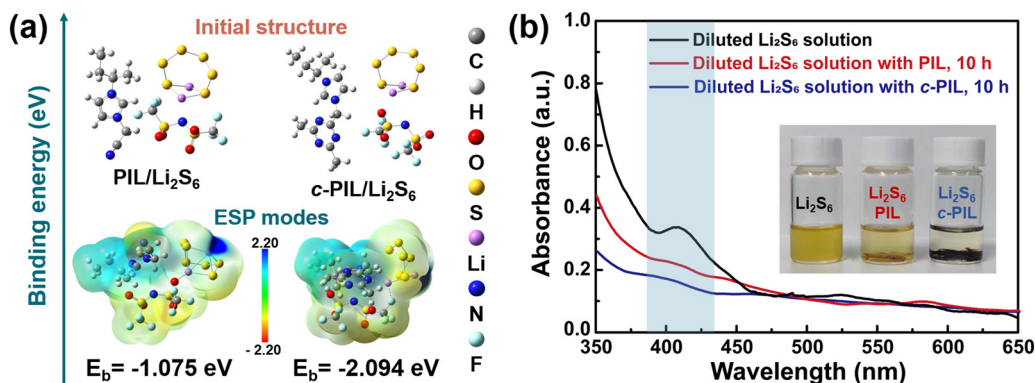 (a)
Initial structure
Binding energy (eV)
PIL/Li₂S₆
c-PIL/Li₂S₆
ESP modes
2.20
- 2.20
E_b= -1.075 eV
E_b= -2.094 eV
C
H
O
S
Li
N
F
(b)
Diluted Li₂S₆ solution
Diluted Li₂S₆ solution with PIL, 10 h
Diluted Li₂S₆ solution with c-PIL, 10 h
Absorbance (a.u.)
1.0
0.8
0.6
0.4
0.2
0.0
Li₂S₆
Li₂S₆
PIL
Li₂S₆
c-PIL
350 400 450 500 550 600 650
Wavelength (nm)